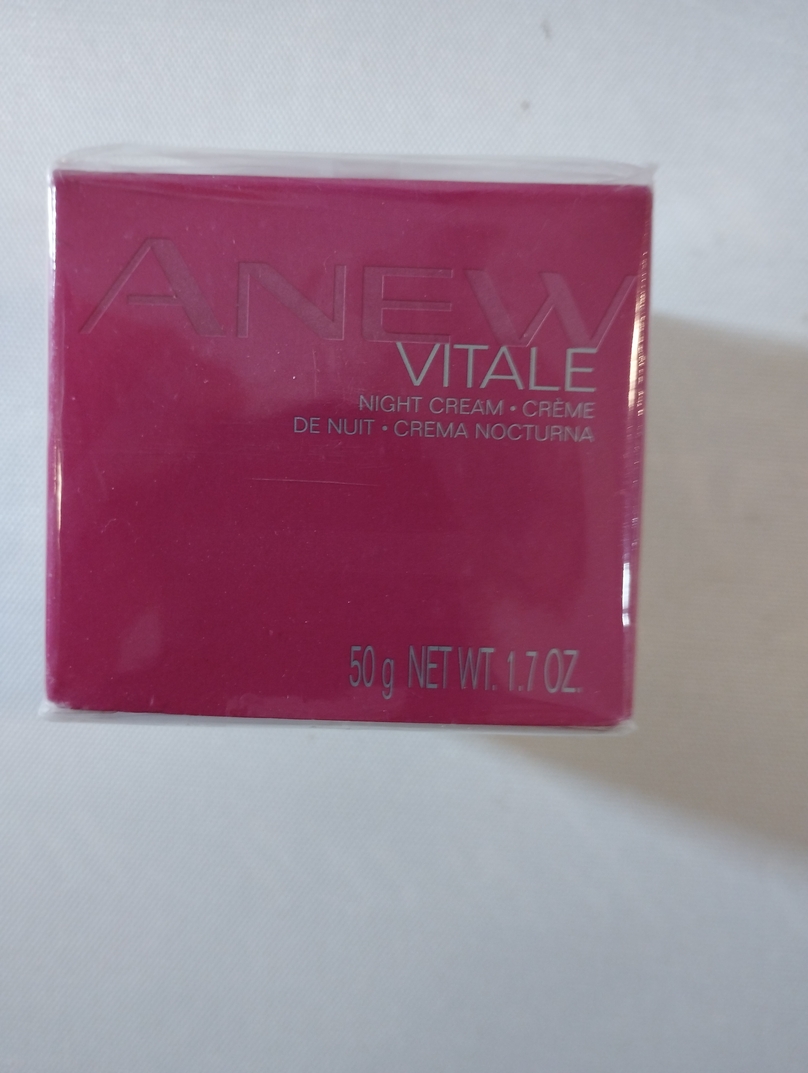 ANEW
VITALE
NIGHT CREAM • CRÈME
DE NUIT • CREMA NOCTURNA
50 g NET WT. 1.7 OZ.